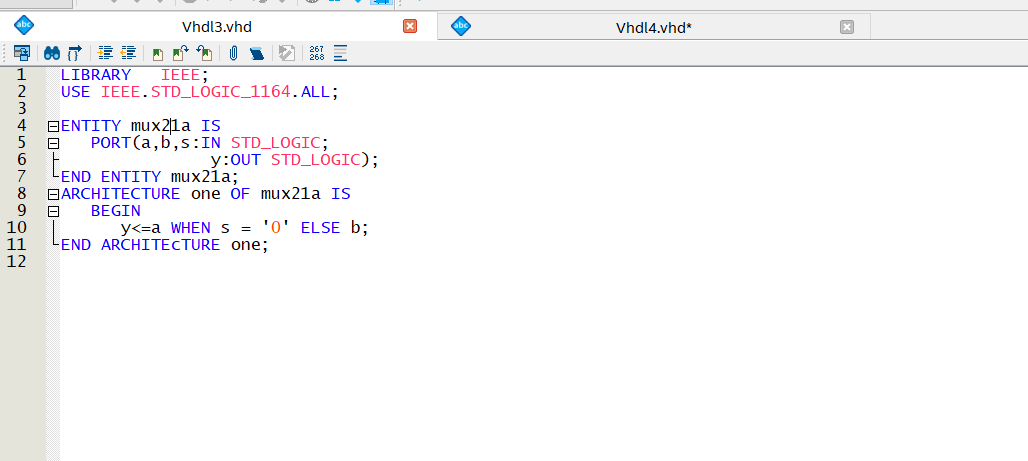 Vhdl3.vhd
Vhdl4.vhd*
267
268
1 LIBRARY   IEEE;
2 USE IEEE.STD_LOGIC_1164.ALL;
3
4 ENTITY mux21a IS
5    PORT(a,b,s:IN STD_LOGIC;
6                y:OUT STD_LOGIC);
7 END ENTITY mux21a;
8 ARCHITECTURE one OF mux21a IS
9    BEGIN
10       y<=a WHEN s = '0' ELSE b;
11 END ARCHITEcTURE one;
12